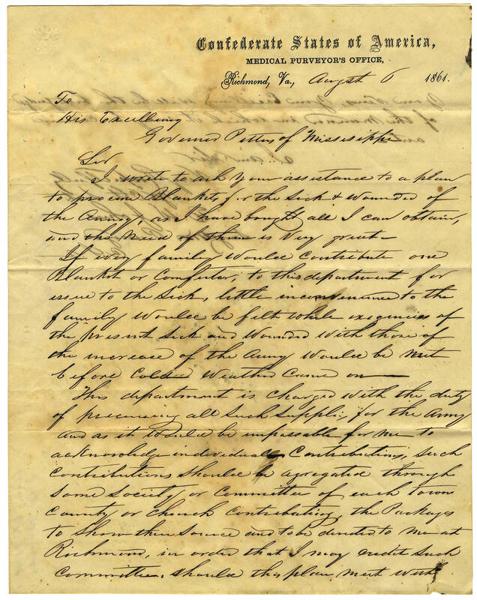 Confederate States of America,
MEDICAL PURVEYOR'S OFFICE,
Richmond, Va., August 6 1861.
To
His Excellency
Governor Pettus of Mississippi
Sir
I write to ask your assistance to a plan
to procure Blankets for the Sick & Wounded of
the Army, as I have bought all I can obtain,
and the need of them is very great—
If every family would contribute one
Blanket or Comforter, to this department for
issue to the Sick, little inconvenience to the
family would be felt while exigencies of
the present Sick and Wounded with those of
the increase of the Army would be met
before Cold Weather Came on—
This department is charged with the duty
of procuring all Such Supplies for the Army
and as it would be impossible for me to
acknowledge individual Contributions, Such
Contributions should be agregated through
Some Society or Committee of each town
County or Church contributing, the Packages
to Show their Source and to be directed to me at
Richmond, in order that I may credit Such
Committee, should this plan meet with